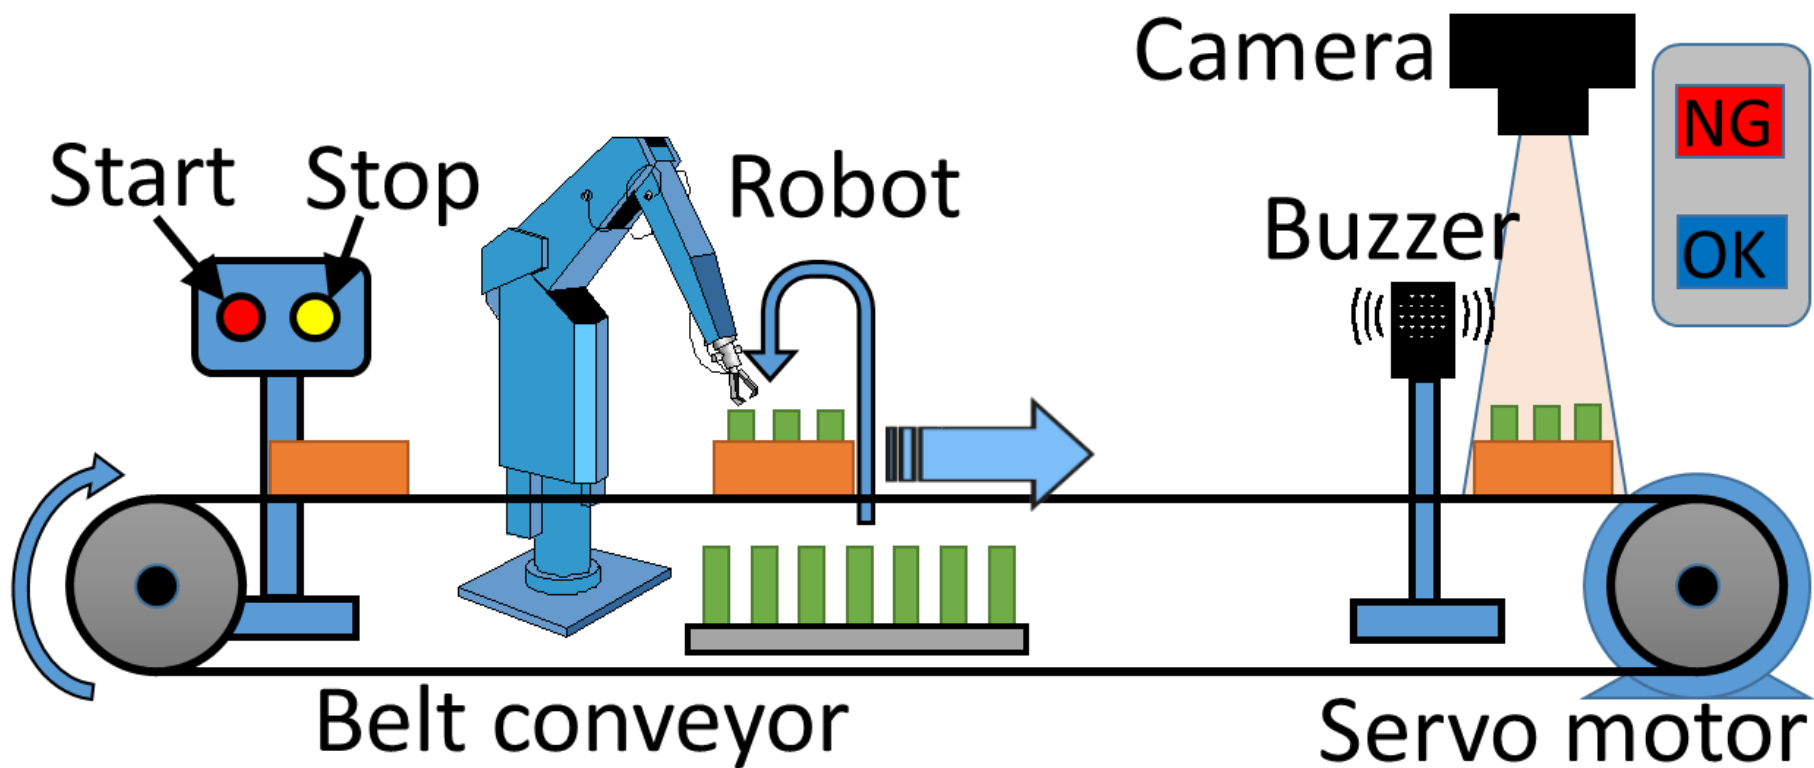 Camera
NG
Start
Stop
Robot
Buzzer
OK
Belt conveyor
Servo motor